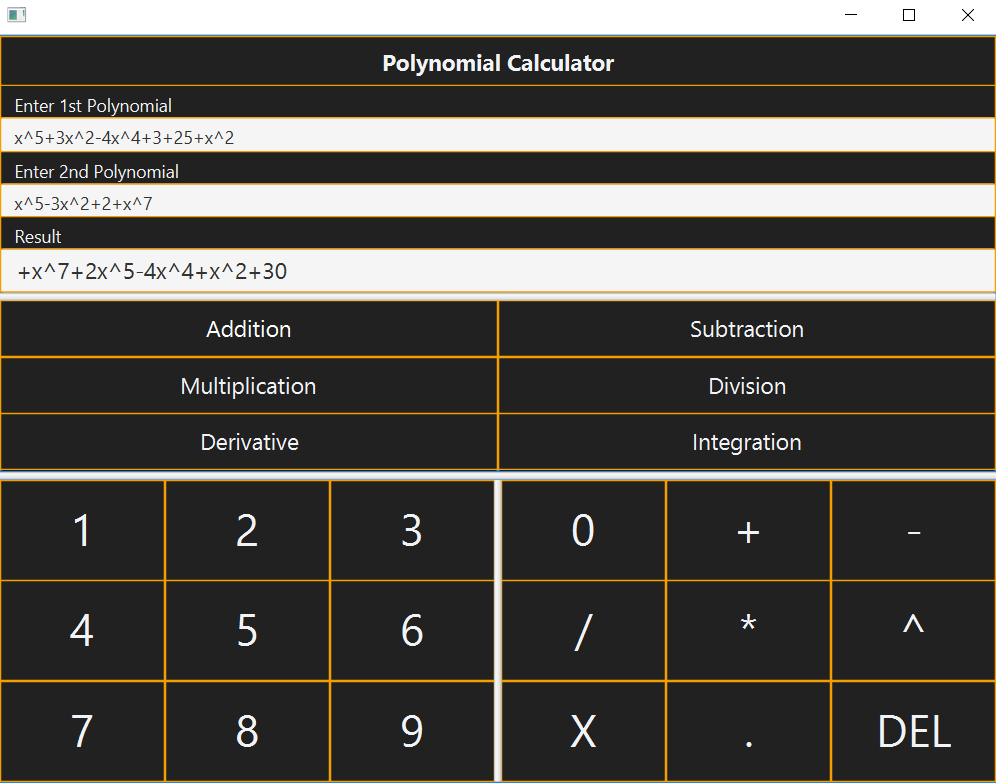 Polynomial Calculator
Enter 1st Polynomial
x^5+3x^2-4x^4+3+25+x^2
Enter 2nd Polynomial
x^5-3x^2+2+x^7
Result
+x^7+2x^5-4x^4+x^2+30
Addition Subtraction
Multiplication Division
Derivative Integration
1 2 3 0 + -
4 5 6 / * ^
7 8 9 X . DEL